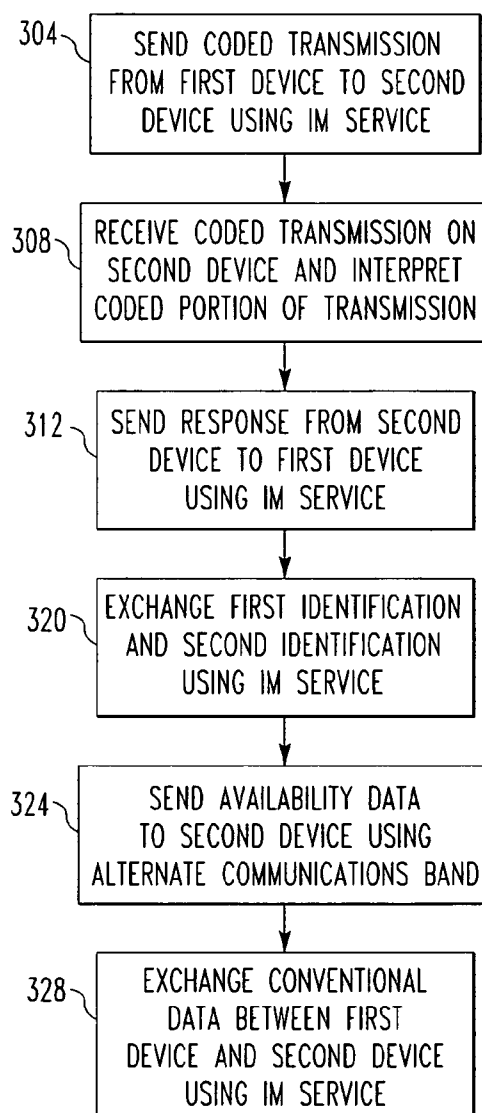 304
SEND CODED TRANSMISSION
FROM FIRST DEVICE TO SECOND
DEVICE USING IM SERVICE
308
RECEIVE CODED TRANSMISSION ON
SECOND DEVICE AND INTERPRET
CODED PORTION OF TRANSMISSION
312
SEND RESPONSE FROM SECOND
DEVICE TO FIRST DEVICE
USING IM SERVICE
320
EXCHANGE FIRST IDENTIFICATION
AND SECOND IDENTIFICATION
USING IM SERVICE
324
SEND AVAILABILITY DATA
TO SECOND DEVICE USING
ALTERNATE COMMUNICATIONS BAND
328
EXCHANGE CONVENTIONAL
DATA BETWEEN FIRST
DEVICE AND SECOND DEVICE
USING IM SERVICE